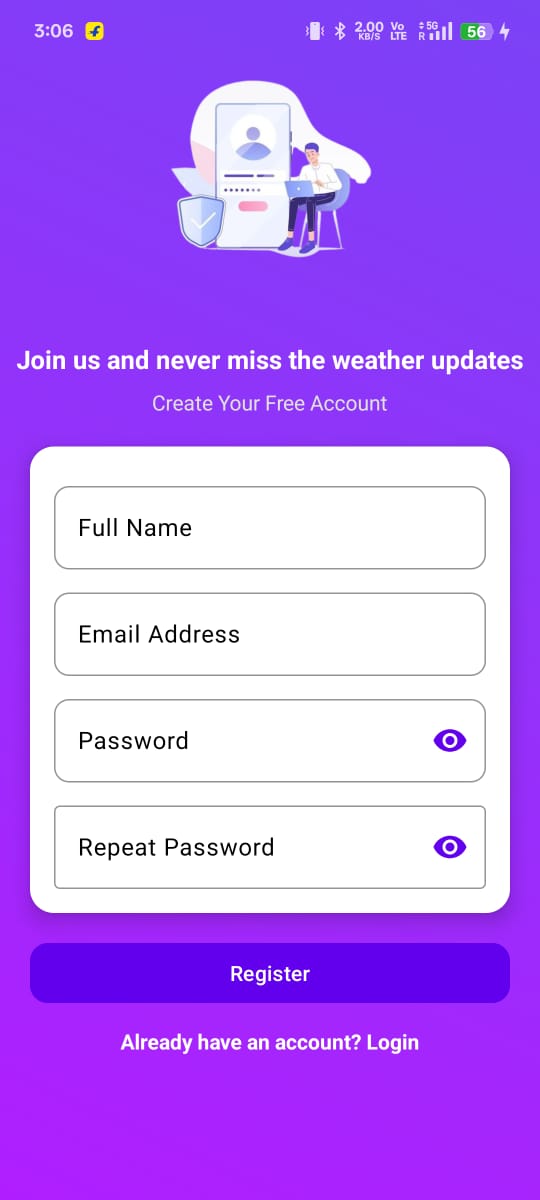 3:06
2.00 KB/S Vo LTE 5G R 56
Join us and never miss the weather updates
Create Your Free Account
Full Name
Email Address
Password
Repeat Password
Register
Already have an account? Login